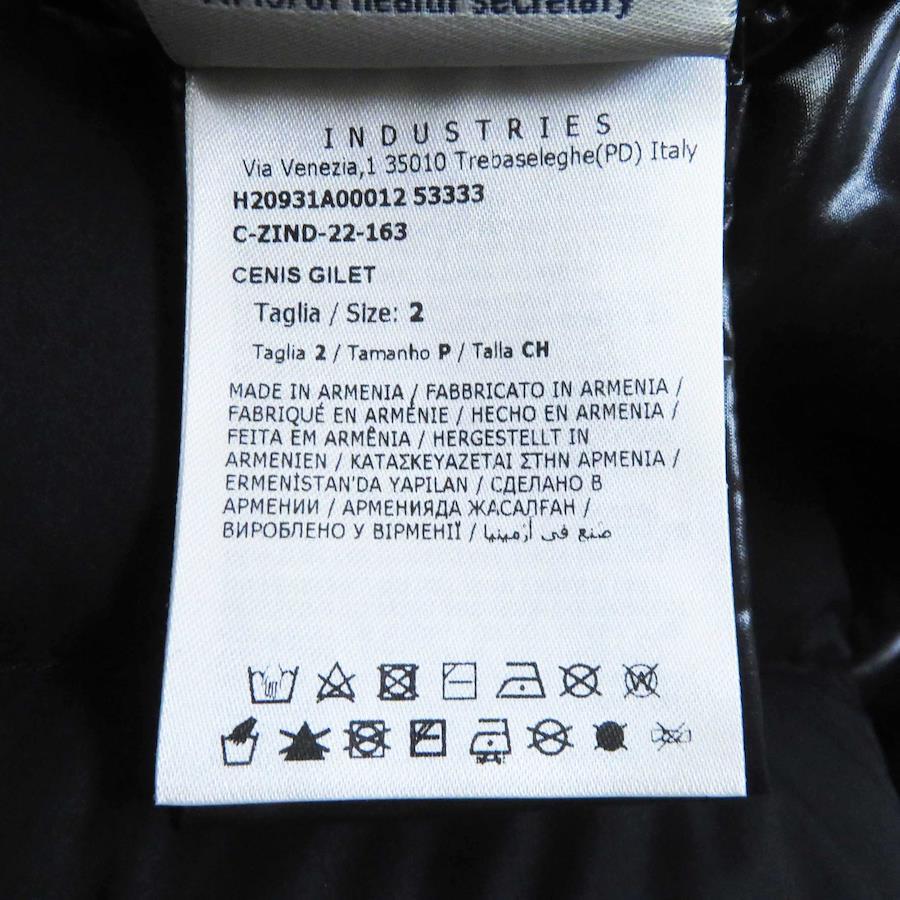 of health secretary
INDUSTRIES
Via Venezia,1 35010 Trebaseleghe(PD) Italy
H20931A00012 53333
C-ZIND-22-163
CENIS GILET
Taglia / Size: 2
Taglia 2 / Tamanho P / Talla CH
MADE IN ARMENIA / FABBRICATO IN ARMENIA /
FABRIQUÉ EN ARMÉNIE / HECHO EN ARMENIA /
FEITA EM ARMÊNIA / HERGESTELLT IN
ARMENIEN / ΚΑΤΑΣΚΕΥΑΖΕΤΑΙ ΣΤΗΝ ΑΡΜΕΝΙΑ /
ERMENİSTAN'DA YAPILAN / СДЕЛАНО В
АРМЕНИИ / АРМЕНИЯДА ЖАСАЛҒАН /
ВИРОБЛЕНО У ВІРМЕНІЇ / صنع في أرمينيا
W